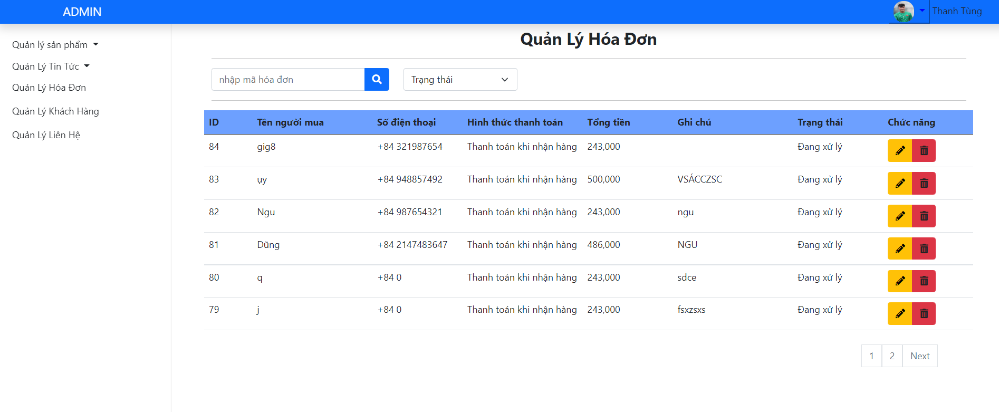 ADMIN
Thanh Tùng
Quản lý sản phẩm
Quản Lý Tin Tức
Quản Lý Hóa Đơn
Quản Lý Khách Hàng
Quản Lý Liên Hệ
Quản Lý Hóa Đơn
nhập mã hóa đơn
Trạng thái
ID Tên người mua Số điện thoại Hình thức thanh toán Tổng tiền Ghi chú Trạng thái Chức năng
84 gig8 +84 321987654 Thanh toán khi nhận hàng 243,000 Đang xử lý
83 ụy +84 948857492 Thanh toán khi nhận hàng 500,000 VSÁCCZSC Đang xử lý
82 Ngu +84 987654321 Thanh toán khi nhận hàng 243,000 ngu Đang xử lý
81 Dũng +84 2147483647 Thanh toán khi nhận hàng 486,000 NGU Đang xử lý
80 q +84 0 Thanh toán khi nhận hàng 243,000 sdce Đang xử lý
79 j +84 0 Thanh toán khi nhận hàng 243,000 fsxzsxs Đang xử lý
1 2 Next